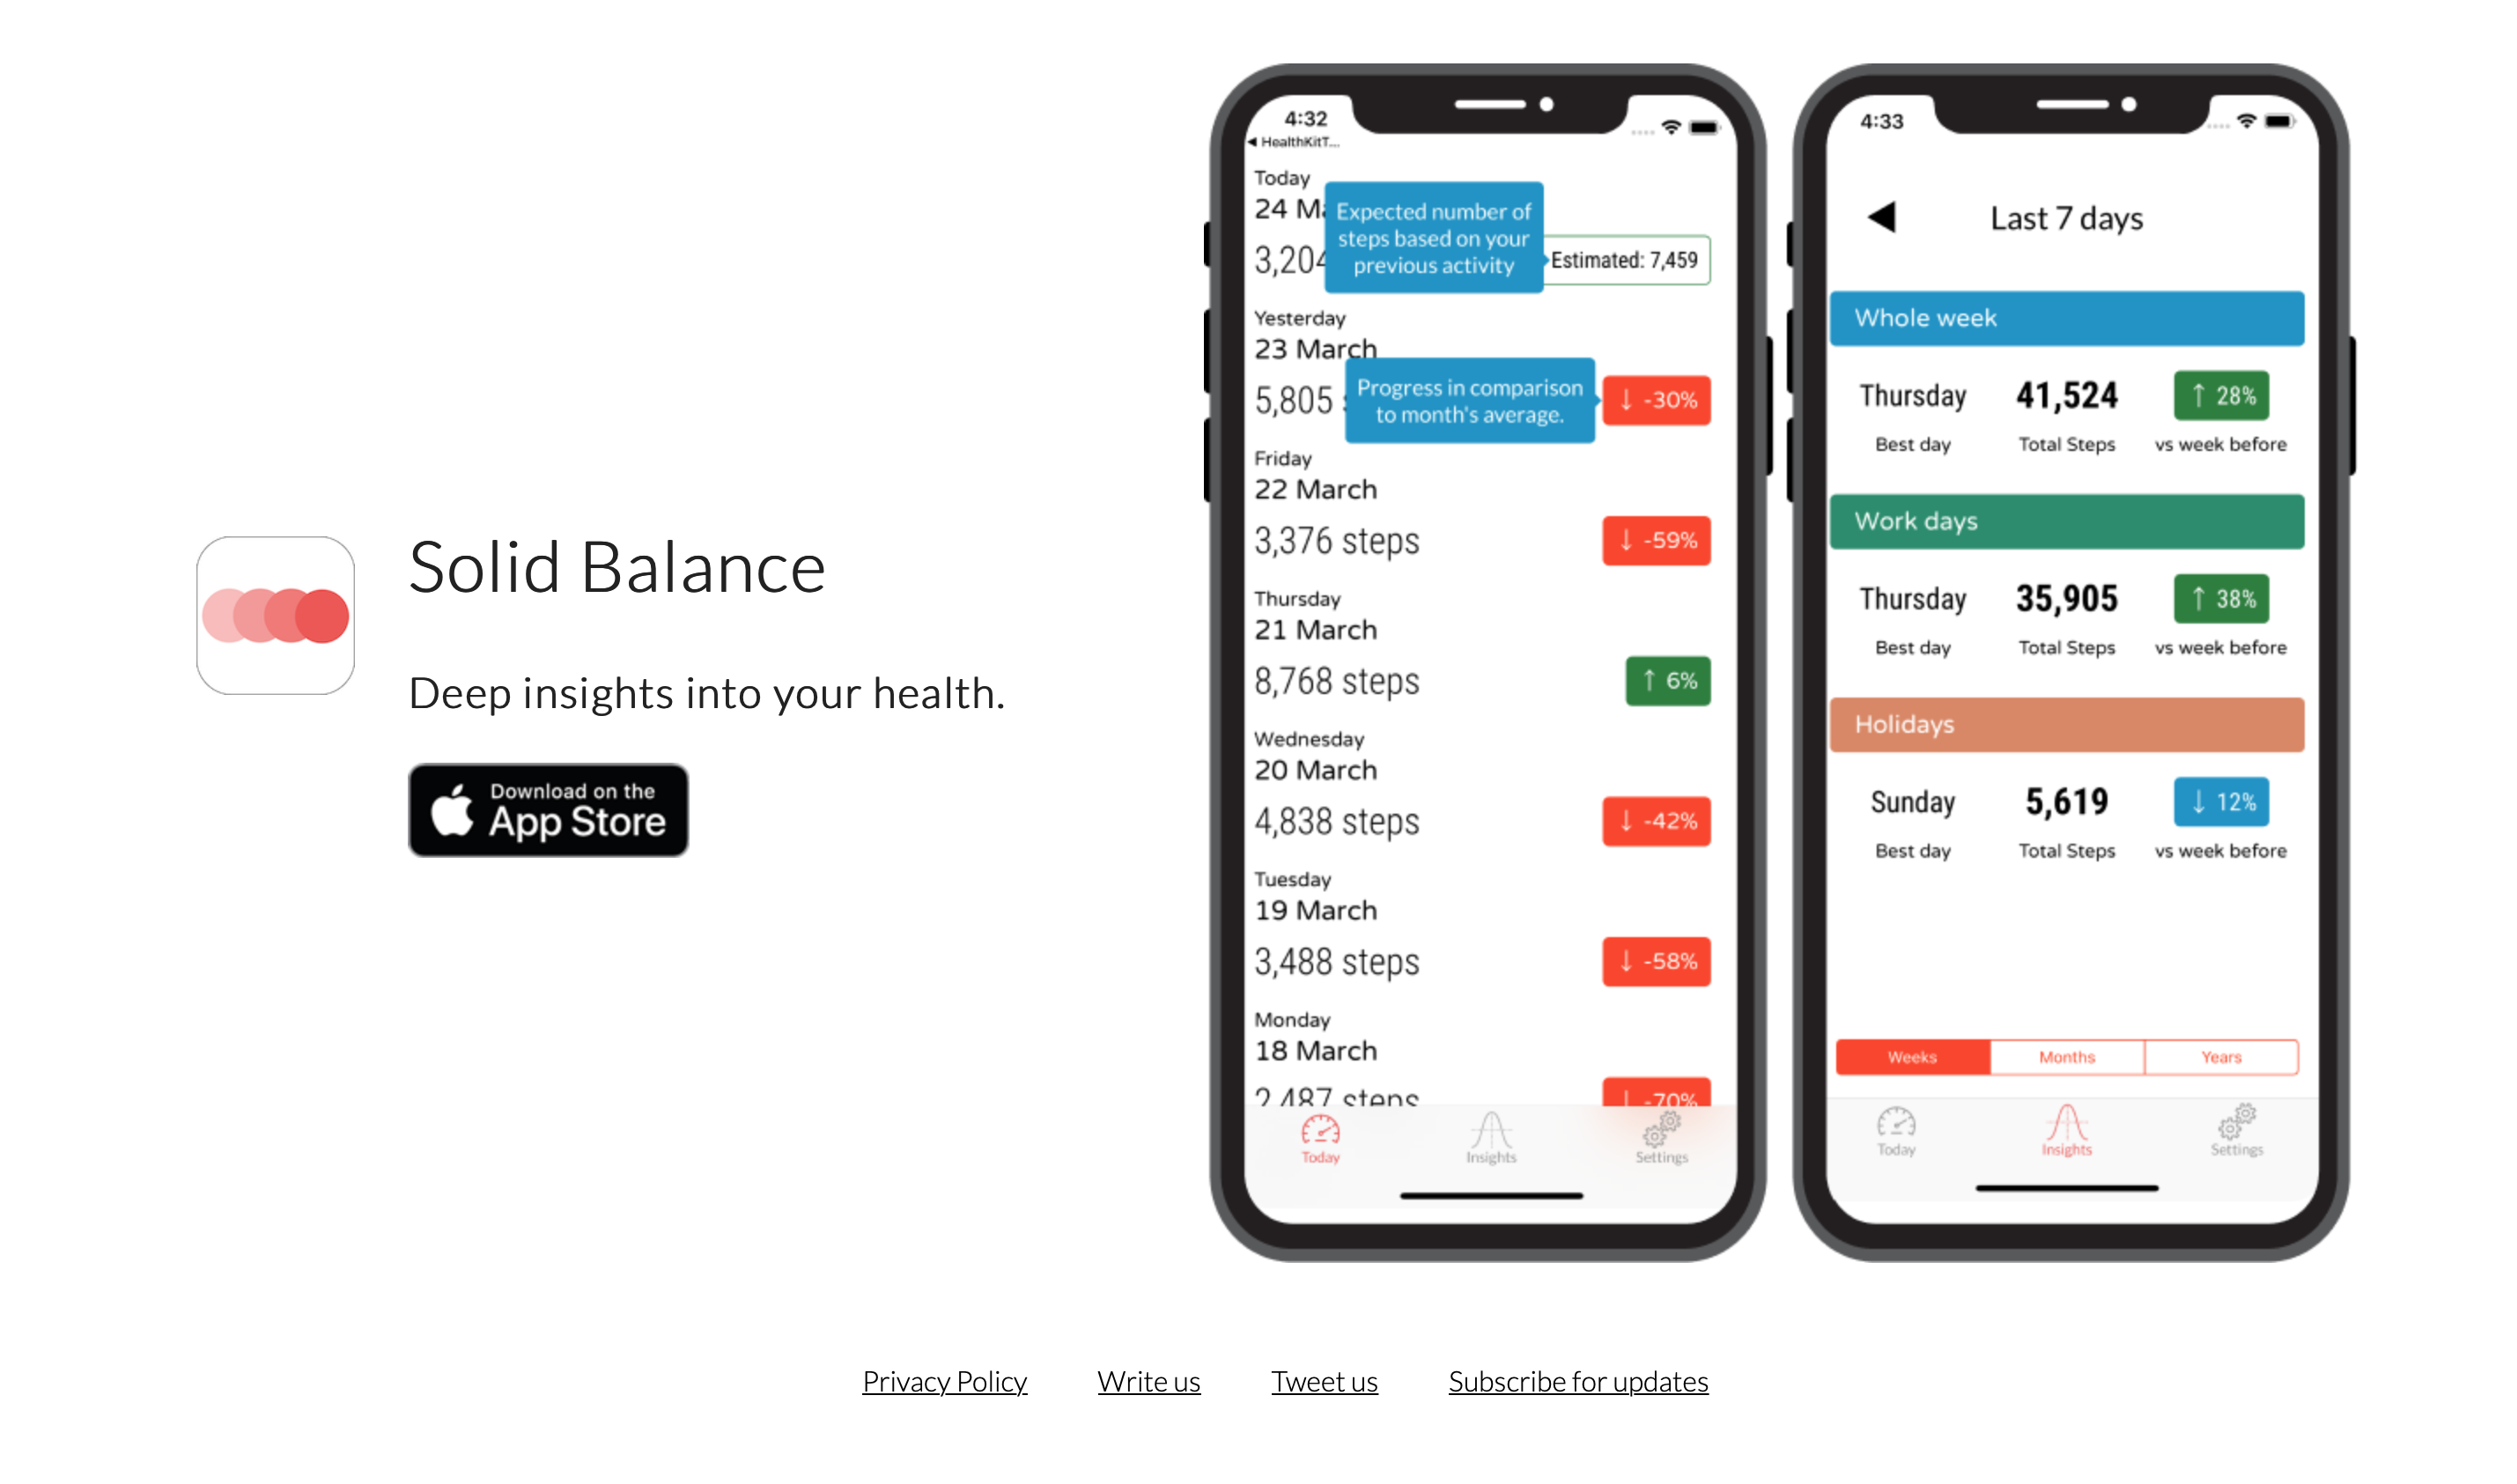 Solid Balance
Deep insights into your health.
Download on the
App Store
4:32
HealthKitT...
Today
24 Ma
Expected number of
steps based on your
previous activity
3,204
Estimated: 7,459
Yesterday
23 March
5,805
Progress in comparison
to month's average.
↓ -30%
Friday
22 March
3,376 steps
↓ -59%
Thursday
21 March
8,768 steps
↑ 6%
Wednesday
20 March
4,838 steps
↓ -42%
Tuesday
19 March
3,488 steps
↓ -58%
Monday
18 March
2,487 steps
↓ -70%
Today
Insights
Settings
4:33
Last 7 days
Whole week
Thursday
41,524
↑ 28%
Best day
Total Steps
vs week before
Work days
Thursday
35,905
↑ 38%
Best day
Total Steps
vs week before
Holidays
Sunday
5,619
↓ 12%
Best day
Total Steps
vs week before
Weeks
Months
Years
Today
Insights
Settings
Privacy Policy
Write us
Tweet us
Subscribe for updates